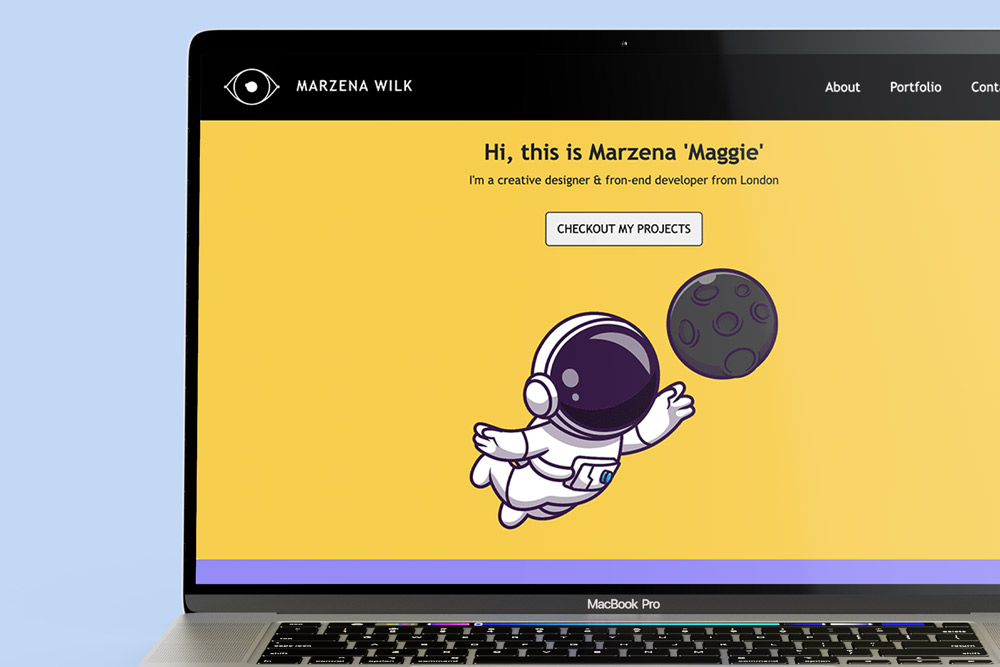 MARZENA WILK
About Portfolio
Hi, this is Marzena 'Maggie'
I'm a creative designer & fron-end developer from London
CHECKOUT MY PROJECTS
MacBook Pro